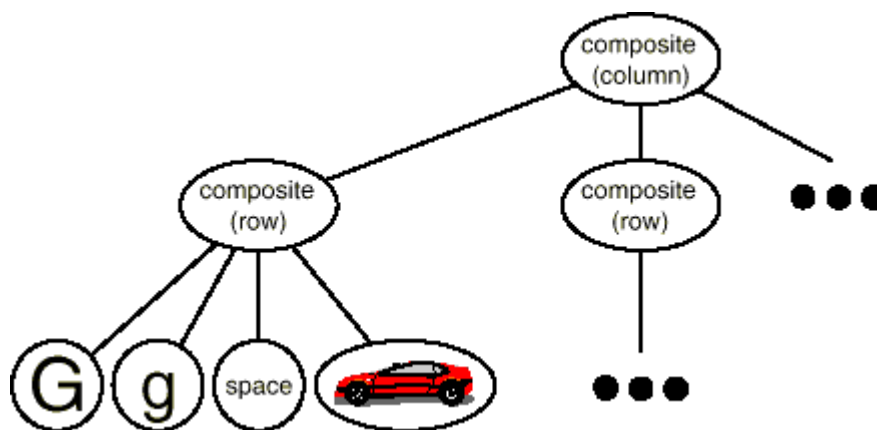 composite
(column)
composite
(row)
composite
(row)
G
g
space